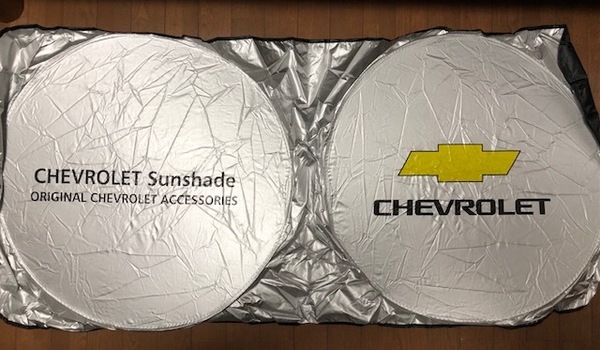 CHEVROLET Sunshade
ORIGINAL CHEVROLET ACCESSORIES
CHEVROLET